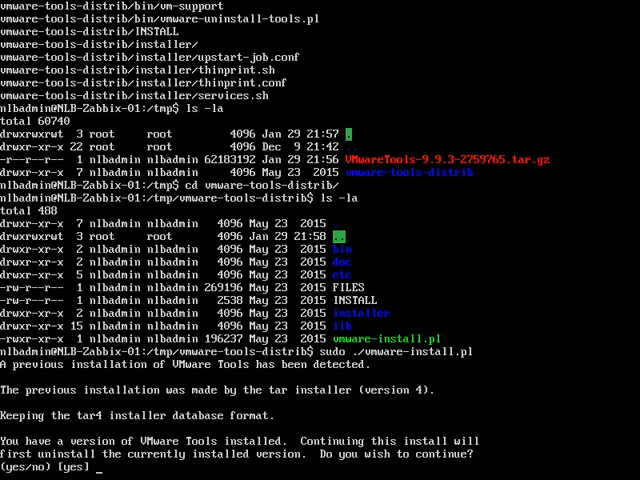 vmware-tools-distrib/bin/vm-support
vmware-tools-distrib/bin/vmware-uninstall-tools.pl
vmware-tools-distrib/INSTALL
vmware-tools-distrib/installer/
vmware-tools-distrib/installer/upstart-job.conf
vmware-tools-distrib/installer/thinprint.sh
vmware-tools-distrib/installer/thinprint.conf
vmware-tools-distrib/installer/services.sh
nlbadmin@NLB-Zabbix-01:/tmp$ ls -la
total 60740
drwxrwxrwt  3 root     root         4096 Jan 29 21:57 .
drwxr-xr-x 22 root     root         4096 Dec  9 21:42 ..
-r--r--r--  1 nlbadmin nlbadmin 62183192 Jan 29 21:56 VMwareTools-9.9.3-2759765.tar.gz
drwxr-xr-x  7 nlbadmin nlbadmin     4096 May 23  2015 vmware-tools-distrib
nlbadmin@NLB-Zabbix-01:/tmp$ cd vmware-tools-distrib/
nlbadmin@NLB-Zabbix-01:/tmp/vmware-tools-distrib$ ls -la
total 488
drwxr-xr-x  7 nlbadmin nlbadmin   4096 May 23  2015 .
drwxrwxrwt  3 root     root       4096 Jan 29 21:58 ..
drwxr-xr-x  2 nlbadmin nlbadmin   4096 May 23  2015 bin
drwxr-xr-x  2 nlbadmin nlbadmin   4096 May 23  2015 doc
drwxr-xr-x  5 nlbadmin nlbadmin   4096 May 23  2015 etc
-rw-r--r--  1 nlbadmin nlbadmin 269196 May 23  2015 FILES
-rw-r--r--  1 nlbadmin nlbadmin   2538 May 23  2015 INSTALL
drwxr-xr-x  2 nlbadmin nlbadmin   4096 May 23  2015 installer
drwxr-xr-x 15 nlbadmin nlbadmin   4096 May 23  2015 lib
-rwxr-xr-x  1 nlbadmin nlbadmin 196237 May 23  2015 vmware-install.pl
nlbadmin@NLB-Zabbix-01:/tmp/vmware-tools-distrib$ sudo ./vmware-install.pl
A previous installation of VMware Tools has been detected.
The previous installation was made by the tar installer (version 4).
Keeping the tar4 installer database format.
You have a version of VMware Tools installed.  Continuing this install will
first uninstall the currently installed version.  Do you wish to continue?
(yes/no) [yes] _